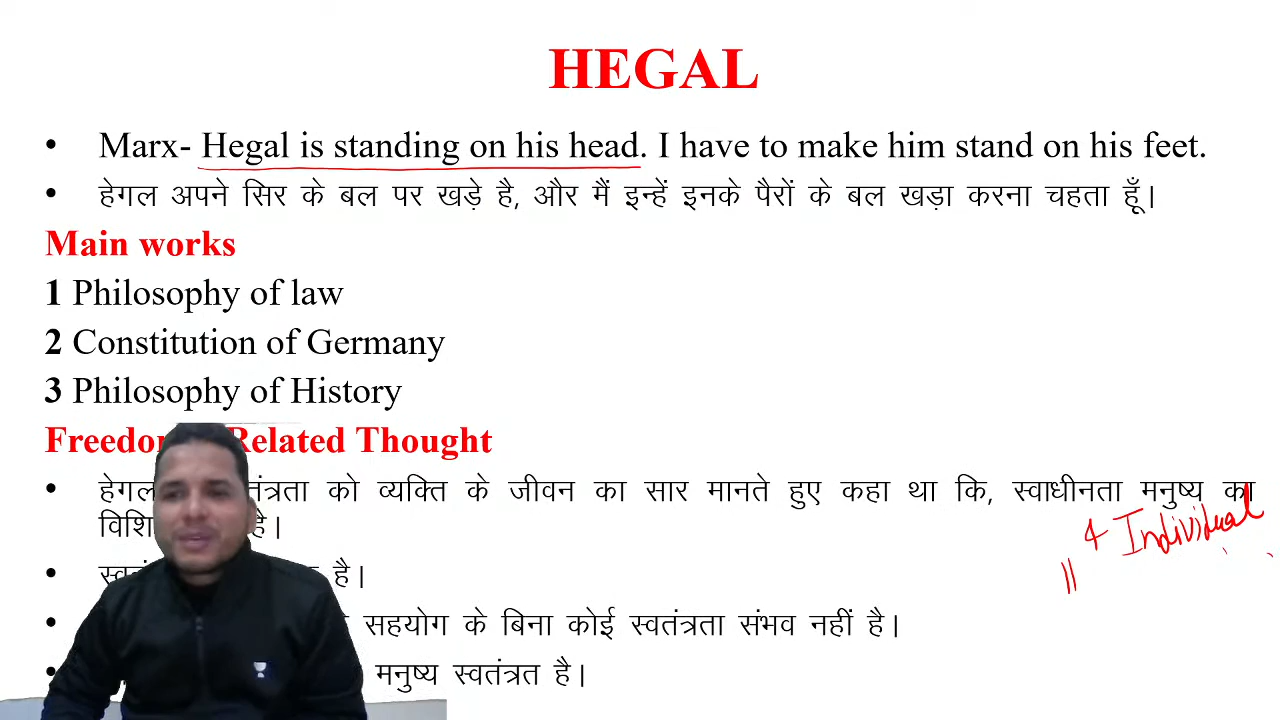 HEGAL
• Marx- Hegal is standing on his head. I have to make him stand on his feet.
• हेगल अपने सिर के बल पर खड़े है, और मैं इन्हें इनके पैरों के बल खड़ा करना चहता हूँ।
Main works
1 Philosophy of law
2 Constitution of Germany
3 Philosophy of History
Related Thought
• हेगल व्यक्ति के जीवन का सार मानते हुए कहा था कि, स्वाधीनता मनुष्य का
है।
• है।
• सहयोग के बिना कोई स्वतंत्रता संभव नहीं है।
• मनुष्य स्वतंत्रत है।
Individual